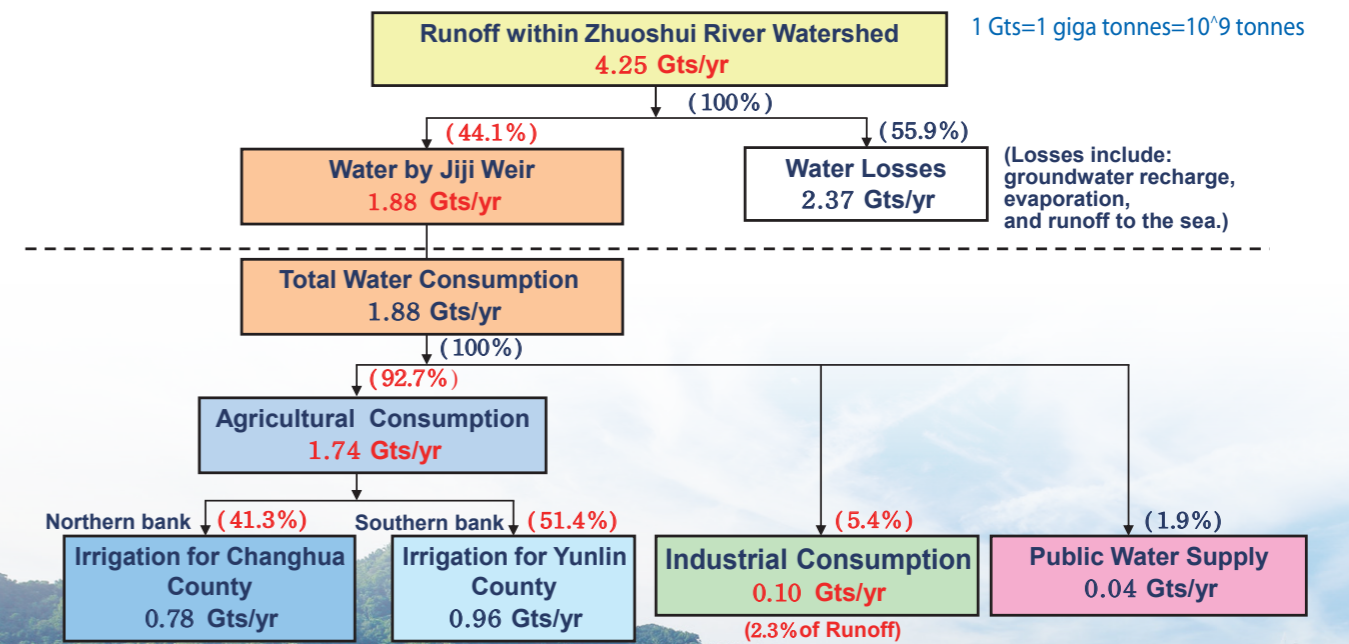 Runoff within Zhuoshui River Watershed
4.25 Gts/yr
1 Gts=1 giga tonnes=10^9 tonnes
(100%)
(44.1%)
(55.9%)
Water by Jiji Weir
1.88 Gts/yr
Water Losses
2.37 Gts/yr
(Losses include:
groundwater recharge,
evaporation,
and runoff to the sea.)
Total Water Consumption
1.88 Gts/yr
(100%)
(92.7%)
Agricultural Consumption
1.74 Gts/yr
Northern bank
(41.3%)
Southern bank
(51.4%)
(5.4%)
(1.9%)
Irrigation for Changhua
County
0.78 Gts/yr
Irrigation for Yunlin
County
0.96 Gts/yr
Industrial Consumption
0.10 Gts/yr
(2.3% of Runoff)
Public Water Supply
0.04 Gts/yr